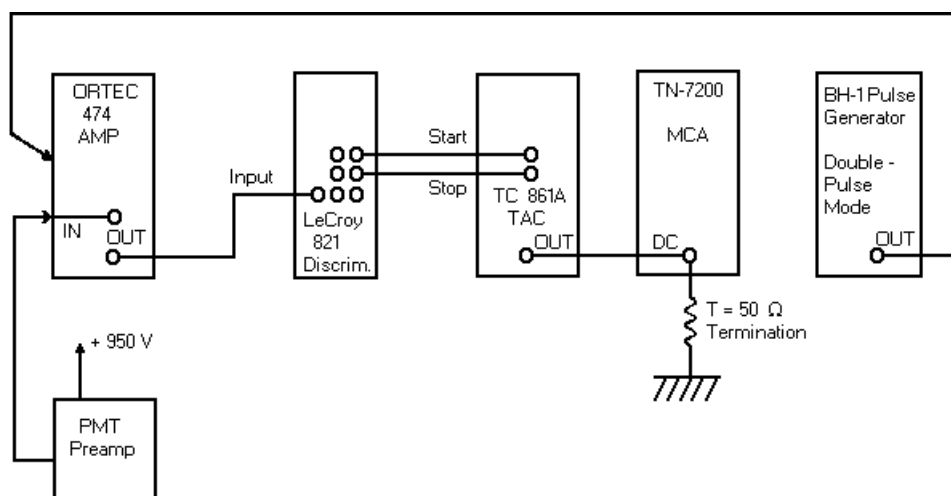 ORTEC
474
AMP
IN
OUT
Input
LeCroy
821
Discrim.
Start
Stop
TC 861A
TAC
OUT
TN-7200
MCA
DC
T = 50 Ω
Termination
BH-1 Pulse
Generator
Double -
Pulse
Mode
OUT
+ 950 V
PMT
Preamp